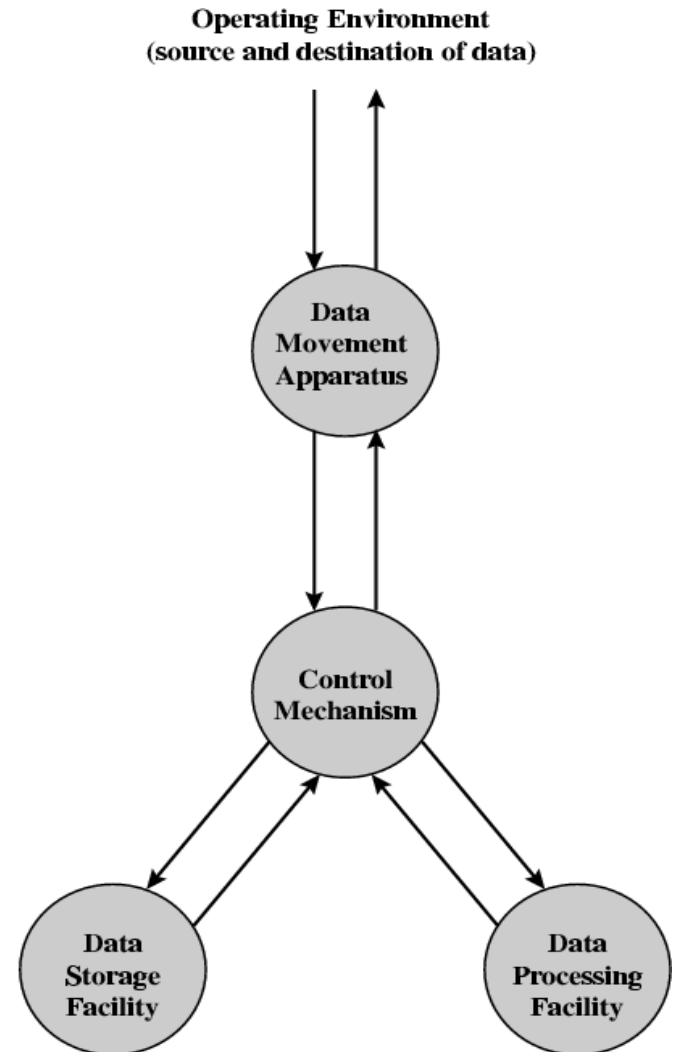 Operating Environment
(source and destination of data)
Data
Movement
Apparatus
Control
Mechanism
Data
Storage
Facility
Data
Processing
Facility